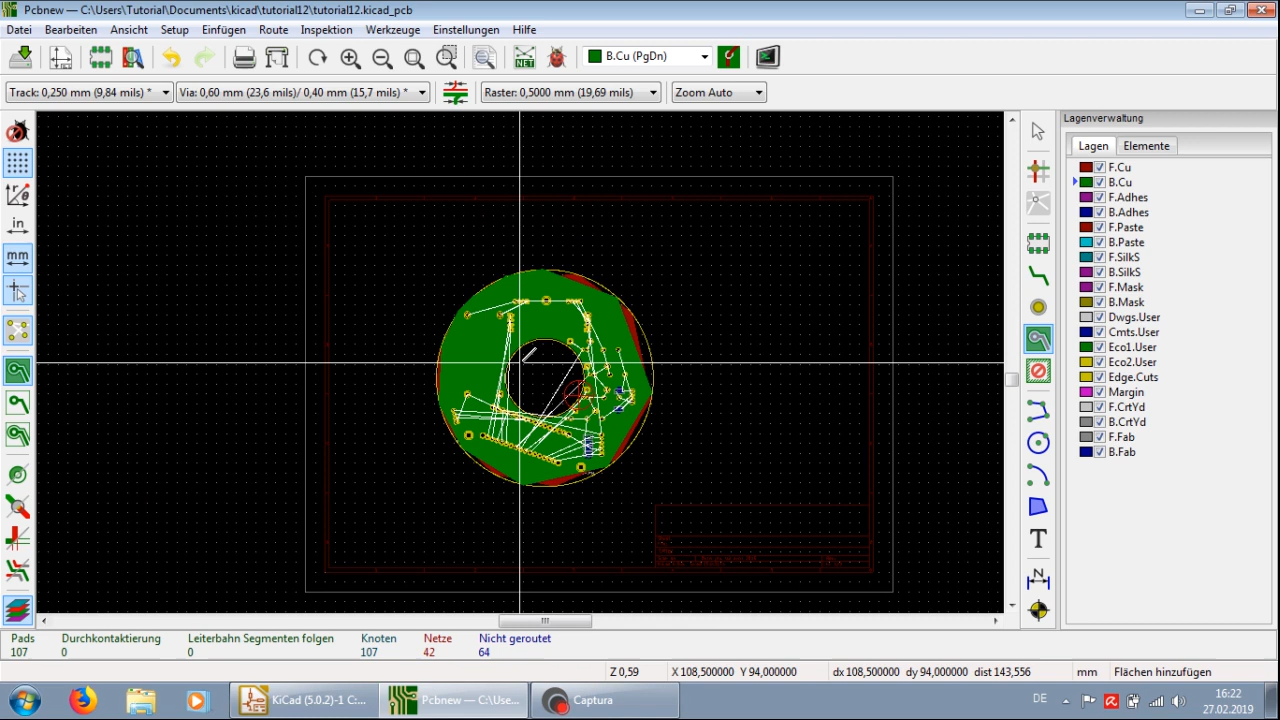 Pcbnew — C:\Users\Tutorial\Documents\kicad\tutorial12\tutorial12.kicad_pcb
Datei Bearbeiten Ansicht Setup Einfügen Route Inspektion Werkzeuge Einstellungen Hilfe
NET B.Cu (PgDn)
Track: 0,250 mm (9,84 mils) * Via: 0,60 mm (23,6 mils)/ 0,40 mm (15,7 mils) * Raster: 0,5000 mm (19,69 mils) Zoom Auto
Lagenverwaltung
Lagen Elemente
F.Cu
B.Cu
F.Adhes
B.Adhes
F.Paste
B.Paste
F.SilkS
B.SilkS
F.Mask
B.Mask
Dwgs.User
Cmts.User
Eco1.User
Eco2.User
Edge.Cuts
Margin
F.CrtYd
B.CrtYd
F.Fab
B.Fab
in
mm
T
N
Pads Durchkontaktierung Leiterbahn Segmenten folgen Knoten Netze Nicht geroutet
107 0 0 107 42 64
Z 0,59 X 108,500000 Y 94,000000 dx 108,500000 dy 94,000000 dist 143,556 mm Flächen hinzufügen
KiCad (5.0.2)-1 C:... Pcbnew — C:\Use... Captura DE 16:22
27.02.2019